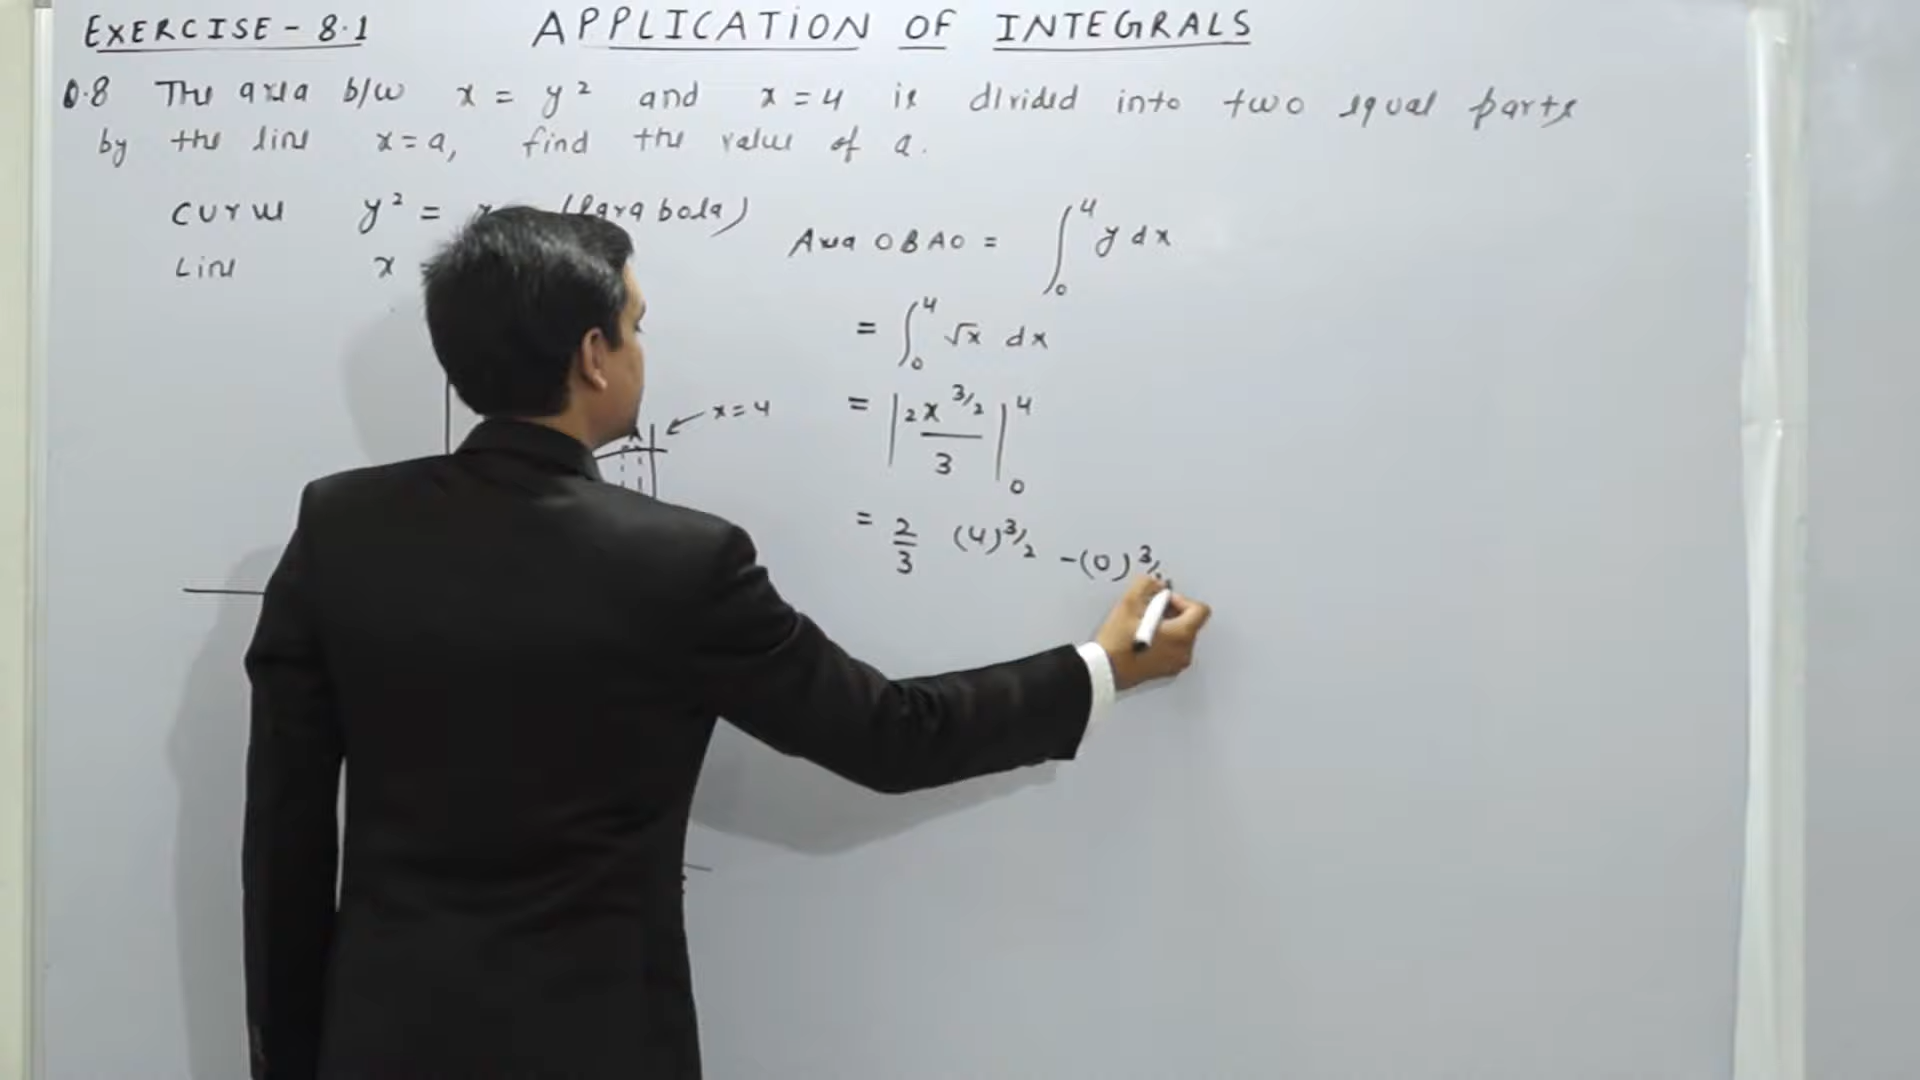 EXERCISE - 8.1
APPLICATION OF INTEGRALS
Q.8 The area b/w x = y² and x = 4 is divided into two equal parts
by the line x = a, find the value of a.
Curve y² = (Parabola)
Line x
x = 4
Area OBAO = ∫₀⁴ y dx
= ∫₀⁴ √x dx
= |2x^3/2 / 3|₀⁴
= 2/3 (4)^3/2 - (0)^3/